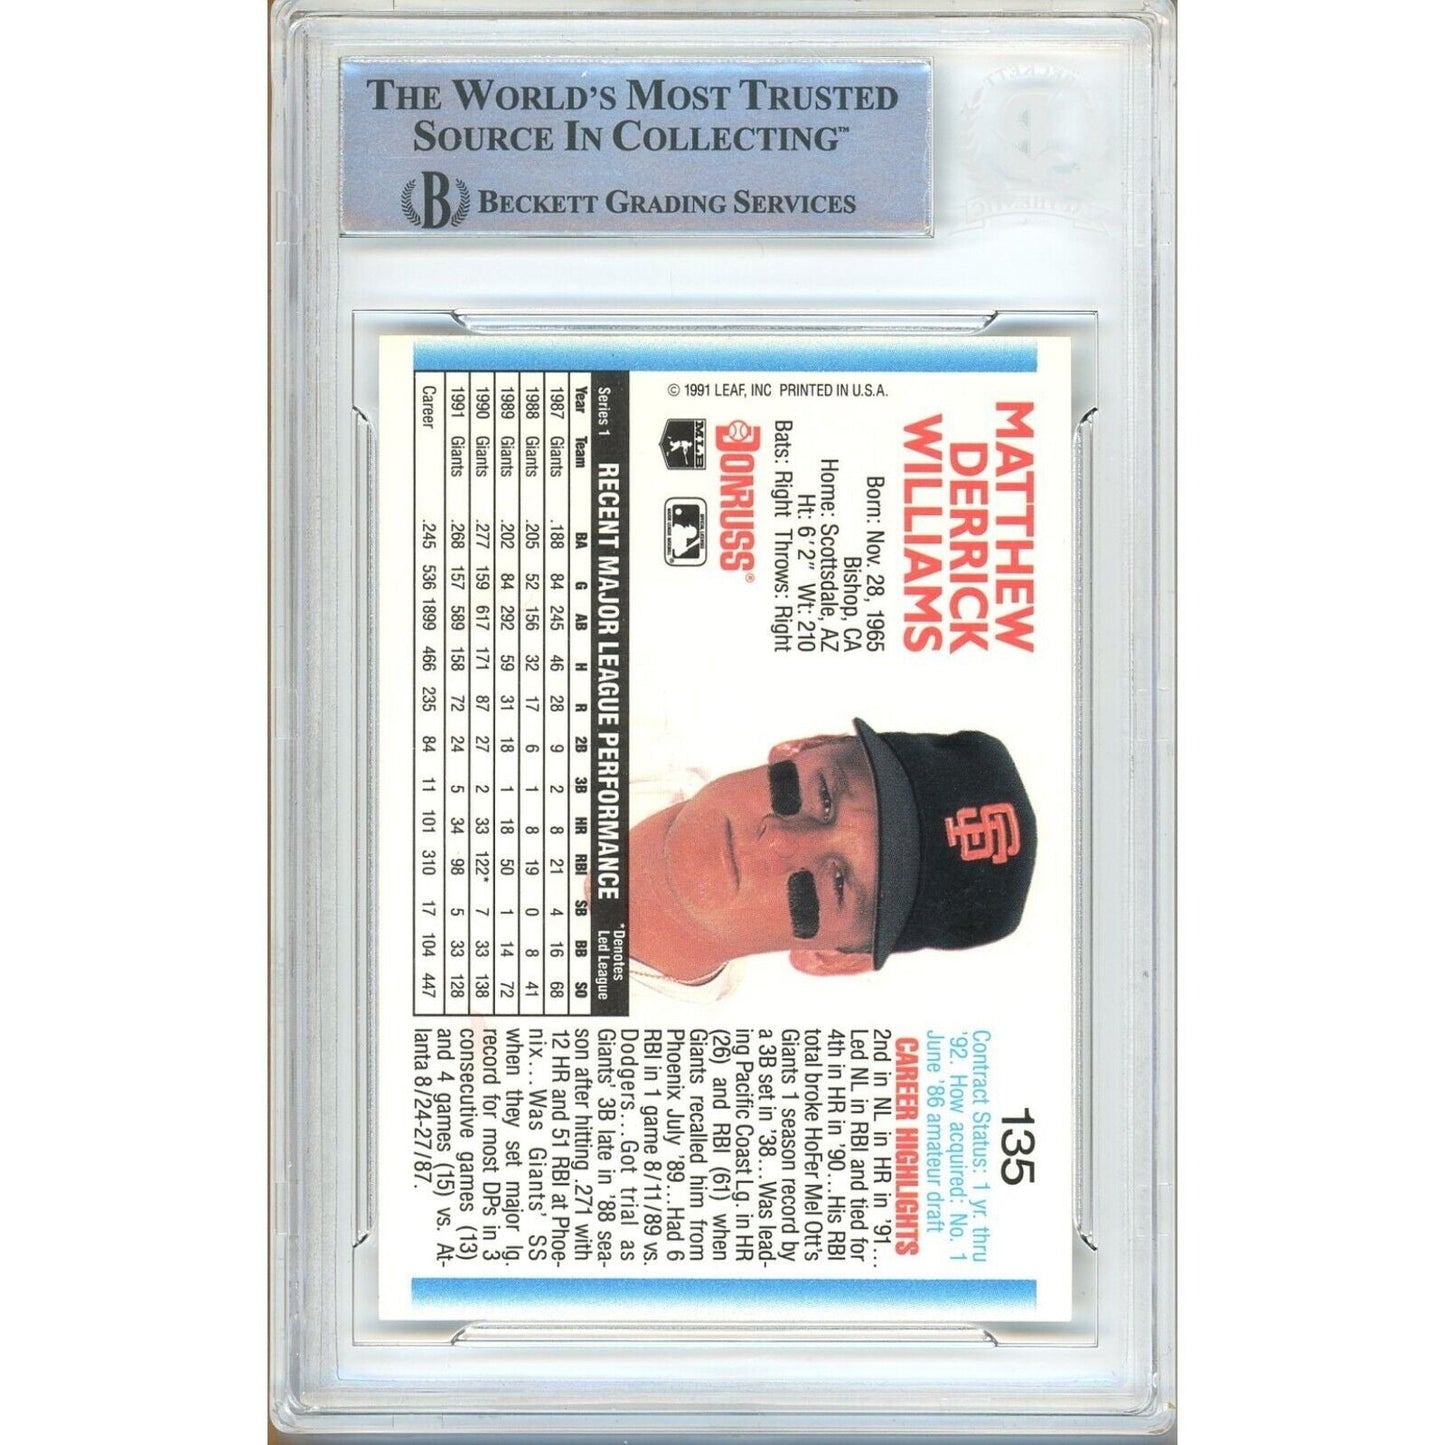 THE WORLD'S MOST TRUSTED
SOURCE IN COLLECTING™
B BECKETT GRADING SERVICES
135
MATTHEW
DERRICK
WILLIAMS
Born: Nov. 28, 1965
Bishop, CA
Home: Scottsdale, AZ
Ht: 6'2" Wt: 210
Bats: Right Throws: Right
DONRUSS®
MLB
© 1991 LEAF, INC PRINTED IN U.S.A.
SF
Contract Status: 1 yr. thru
'92. How acquired: No. 1
June '86 amateur draft
CAREER HIGHLIGHTS
2nd in NL in HR in '91...
Led NL in RBI and tied for
4th in HR in '90...His RBI
total broke HoFer Mel Ott's
Giants 1 season record by
a 3B set in '38...Was lead-
ing Pacific Coast Lg. in HR
(26) and RBI (61) when
Giants recalled him from
Phoenix July '89...Had 6
RBI in 1 game 8/11/89 vs.
Dodgers...Got trial as
Giants' 3B late in '88 sea-
son after hitting .271 with
12 HR and 51 RBI at Phoe-
nix...Was Giants' SS
when they set major lg.
record for most DPs in 3
consecutive games (13)
and 4 games (15) vs. At-
lanta 8/24-27/87.
Series 1 RECENT MAJOR LEAGUE PERFORMANCE *Denotes
Led League
Year Team BA G AB H R 2B 3B HR RBI SB BB SO
1987 Giants .188 84 245 46 28 9 2 8 21 4 16 68
1988 Giants .205 52 156 32 17 6 1 8 19 0 8 41
1989 Giants .202 84 292 59 31 18 1 18 50 1 14 72
1990 Giants .277 159 617 171 87 27 2 33 122* 7 33 138
1991 Giants .268 157 589 158 72 24 5 34 98 5 33 128
Career .245 536 1899 466 235 84 11 101 310 17 104 447